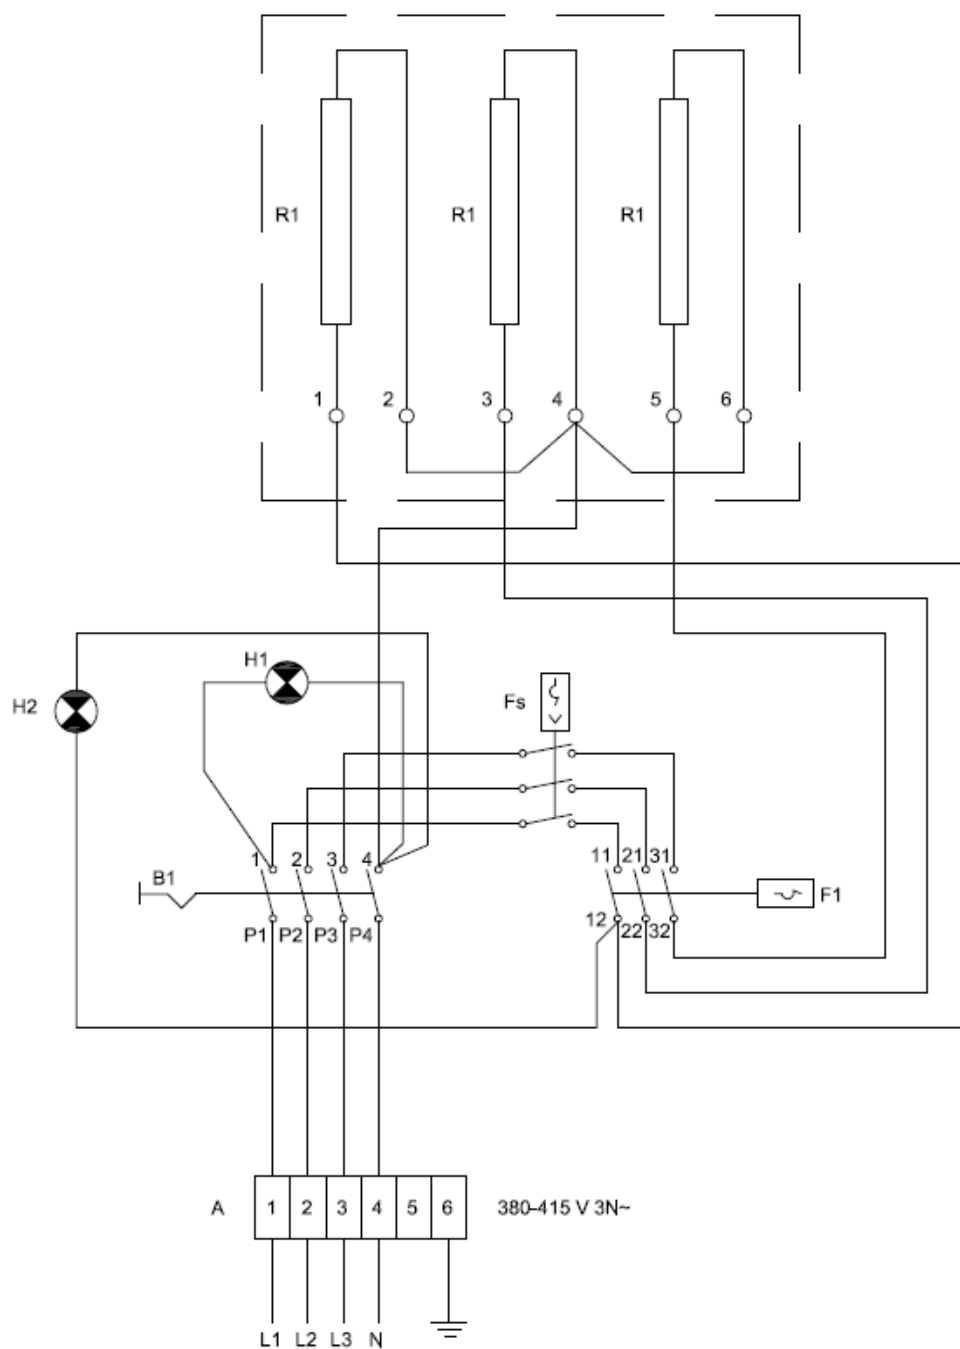 R1 R1 R1
1 2 3 4 5 6
H1
H2
Fs
1 2 3 4 11 21 31
B1 F1
P1 P2 P3 P4 12 22 32
A 1 2 3 4 5 6 380-415 V 3N~
L1 L2 L3 N